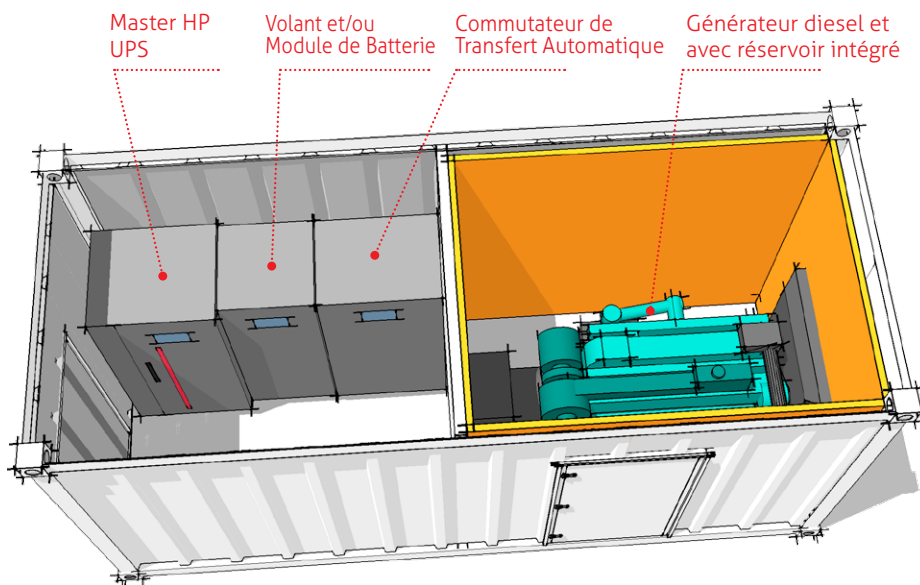 Master HP
UPS
Volant et/ou
Module de Batterie
Commutateur de
Transfert Automatique
Générateur diesel et
avec réservoir intégré